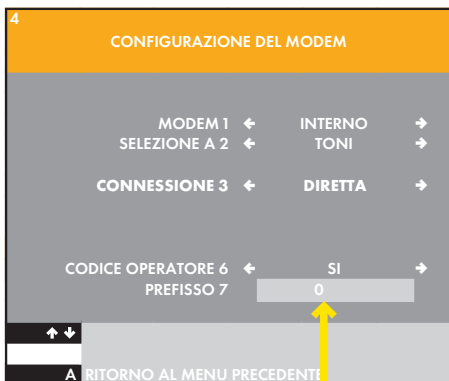 4
CONFIGURAZIONE DEL MODEM
MODEM 1 ← INTERNO →
SELEZIONE A 2 ← TONI →
CONNESSIONE 3 ← DIRETTA →
CODICE OPERATORE 6 ← SI →
PREFISSO 7 0
↑ ↓
A RITORNO AL MENU PRECEDENTE